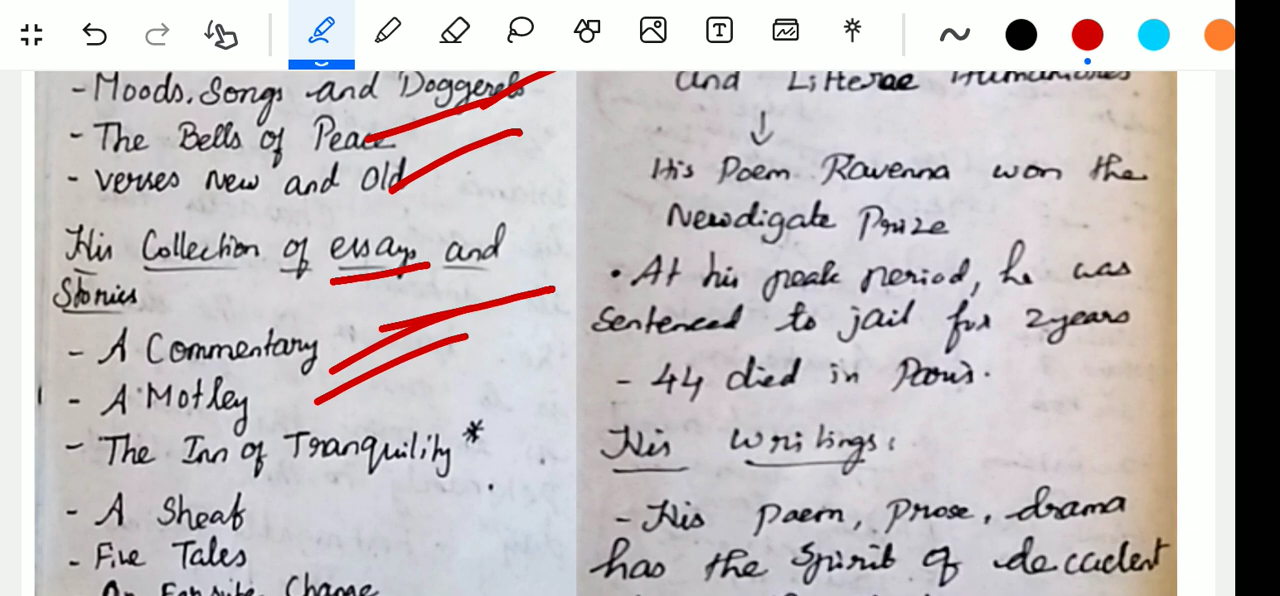 - Moods, Songs and Doggerels
- The Bells of Peace
- verses New and Old
His Collection of essays and
Stories
- A Commentary
- A Motley
- The Inn of Tranquility *
- A Sheaf
- Five Tales
Change
and Litterae Humaniores
↓
His Poem Ravenna won the
Newdigate Prize
• At his peak period, he was
Sentenced to jail for 2 years
- 44 died in Paris.
His writings:
- His poem, prose, drama
has the Spirit of decadent